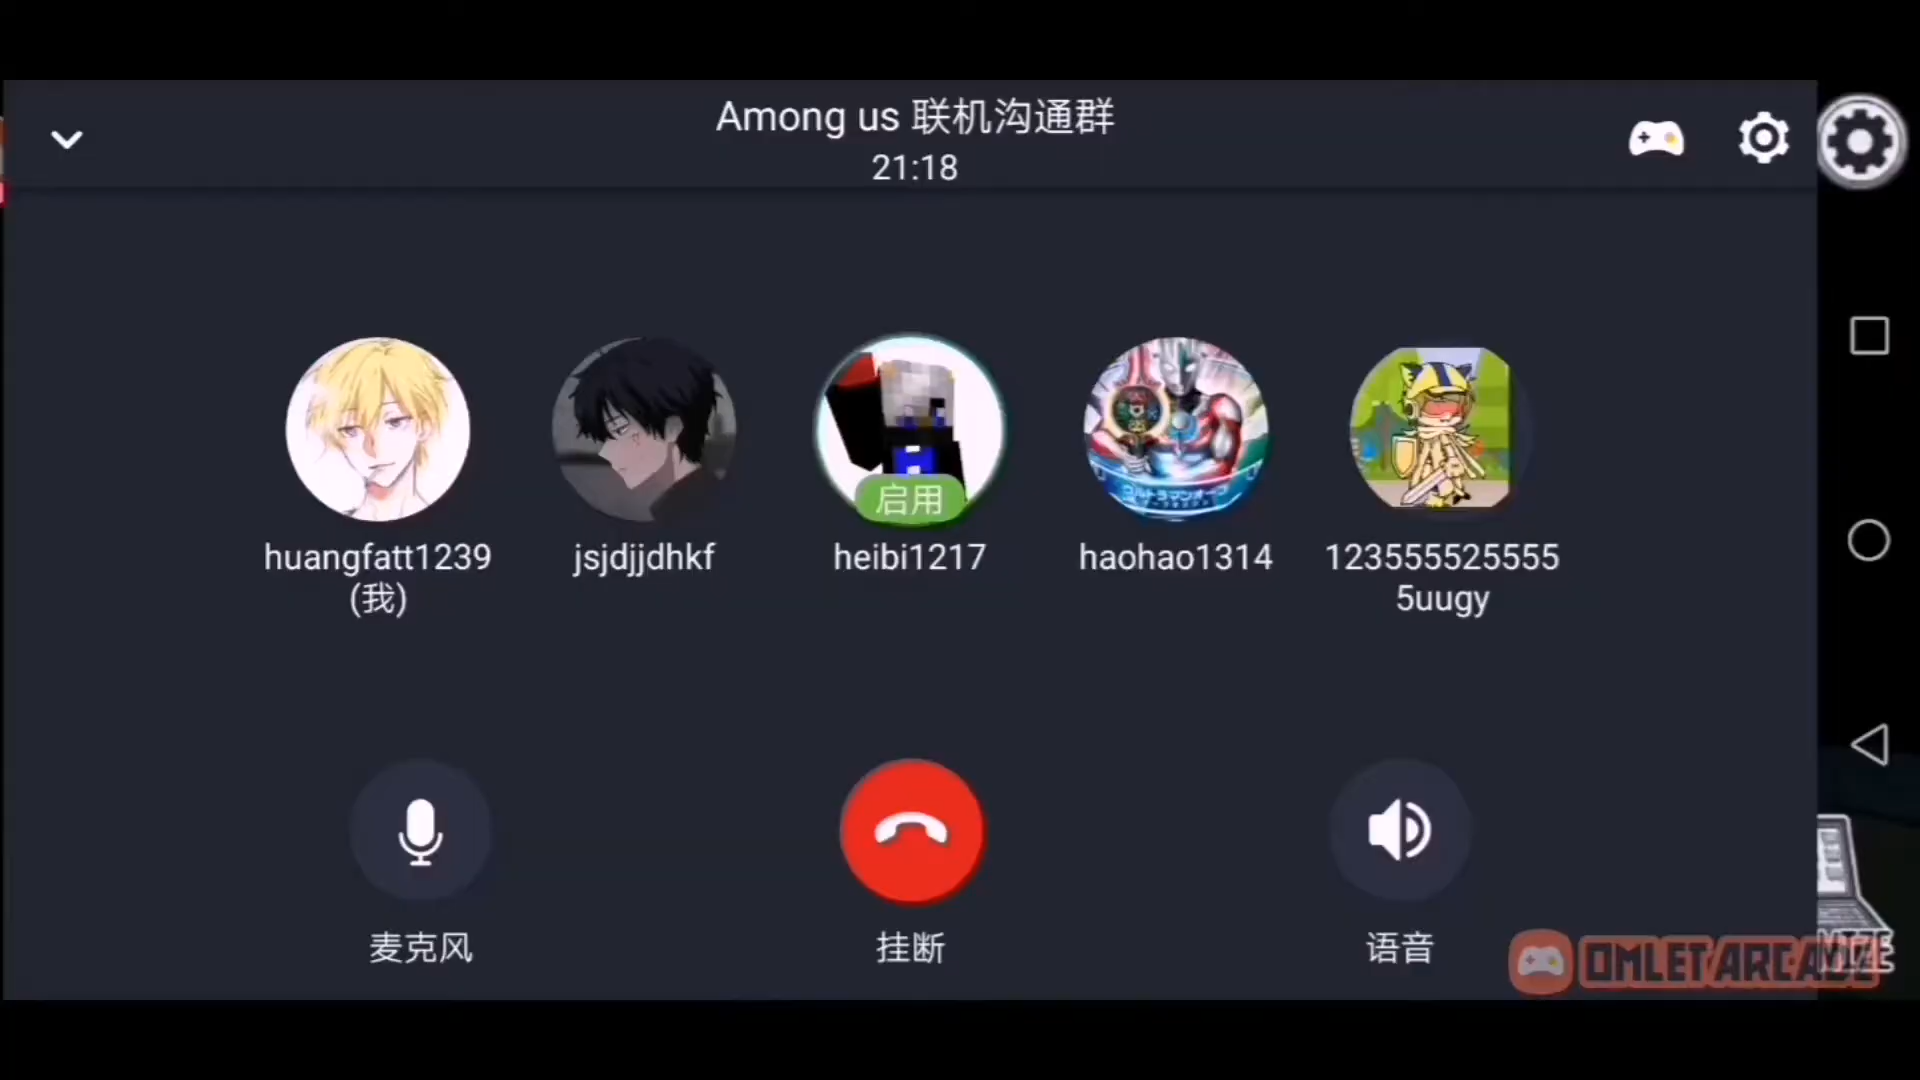 Among us 联机沟通群
21:18
启用
huangfatt1239
(我)
jsjdjjdhkf
heibi1217
haohao1314
123555525555
5uugy
麦克风
挂断
语音
OMLET ARCADE